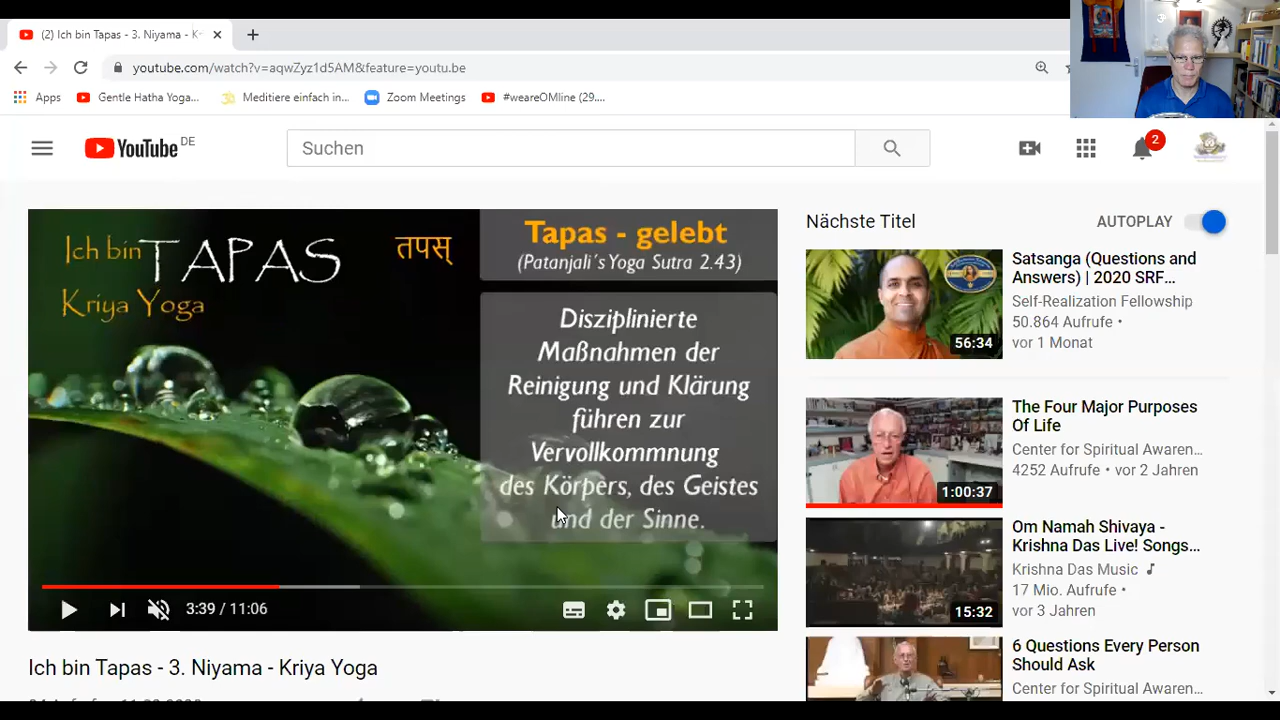 (2) Ich bin Tapas - 3. Niyama - K
youtube.com/watch?v=aqwZyz1d5AM&feature=youtu.be
Apps
Gentle Hatha Yoga...
Meditiere einfach in...
Zoom Meetings
#weareOMline (29....
YouTube DE
Suchen
2
Ich bin TAPAS
Kriya Yoga
तपस्
Tapas - gelebt
(Patanjali´s Yoga Sutra 2.43)
Disziplinierte
Maßnahmen der
Reinigung und Klärung
führen zur
Vervollkommnung
des Körpers, des Geistes
und der Sinne.
3:39 / 11:06
Ich bin Tapas - 3. Niyama - Kriya Yoga
Nächste Titel
AUTOPLAY
56:34
Satsanga (Questions and
Answers) | 2020 SRF...
Self-Realization Fellowship
50.864 Aufrufe •
vor 1 Monat
1:00:37
The Four Major Purposes
Of Life
Center for Spiritual Awaren...
4252 Aufrufe • vor 2 Jahren
15:32
Om Namah Shivaya -
Krishna Das Live! Songs...
Krishna Das Music
17 Mio. Aufrufe •
vor 3 Jahren
6 Questions Every Person
Should Ask
Center for Spiritual Awaren...